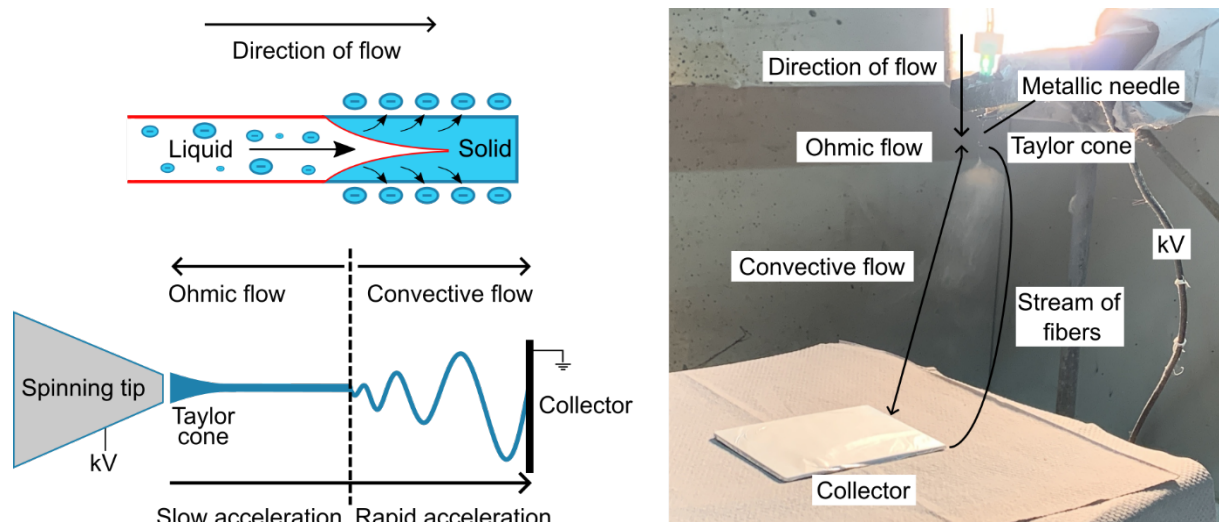 Direction of flow
Liquid
Solid
Ohmic flow
Convective flow
Spinning tip
Taylor
cone
kV
Collector
Slow acceleration
Rapid acceleration
Direction of flow
Metallic needle
Ohmic flow
Taylor cone
kV
Convective flow
Stream of
fibers
Collector